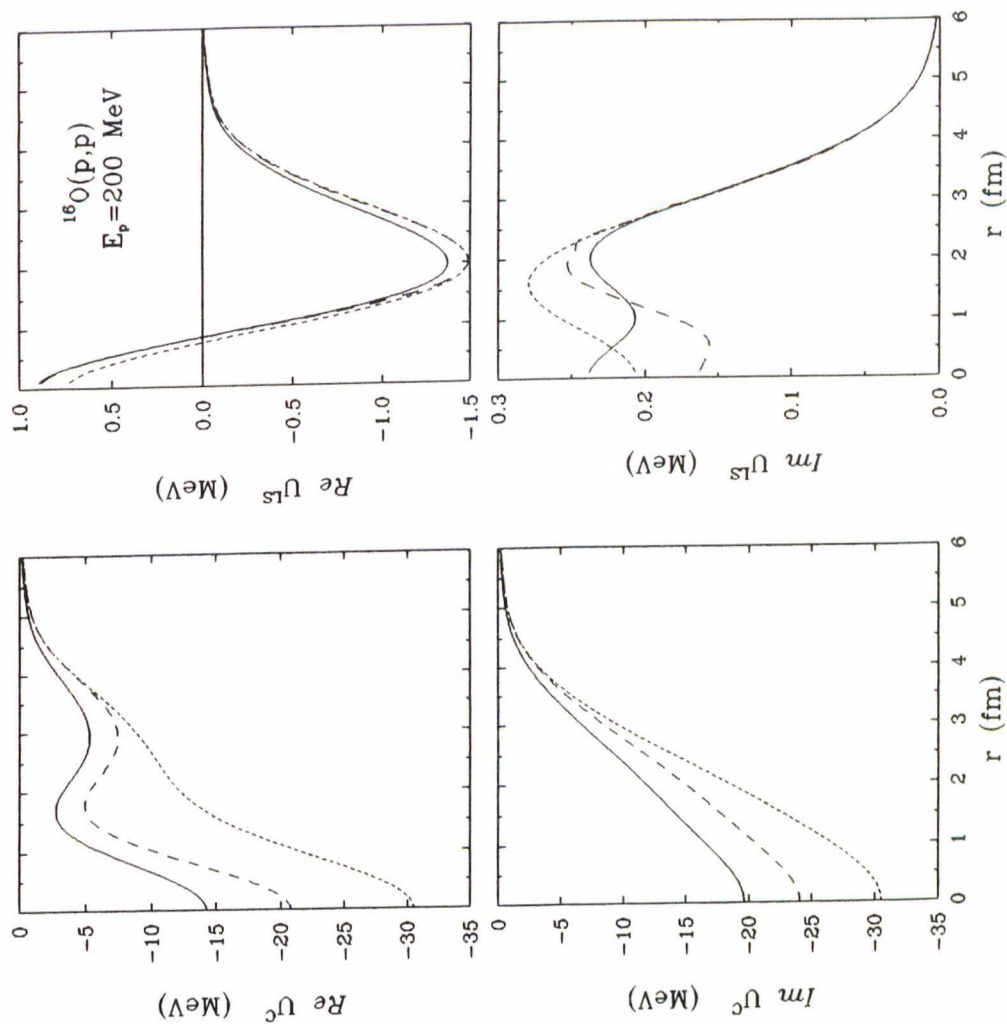 Re U^C (MeV)
0
−5
−10
−15
−20
−25
−30
−35
Re U^LS (MeV)
1.0
0.5
0.0
−0.5
−1.0
−1.5
¹⁶O(p,p)
E_p=200 MeV
Im U^C (MeV)
0
−5
−10
−15
−20
−25
−30
−35
0 1 2 3 4 5 6
r (fm)
Im U^LS (MeV)
0.3
0.2
0.1
0.0
0 1 2 3 4 5 6
r (fm)